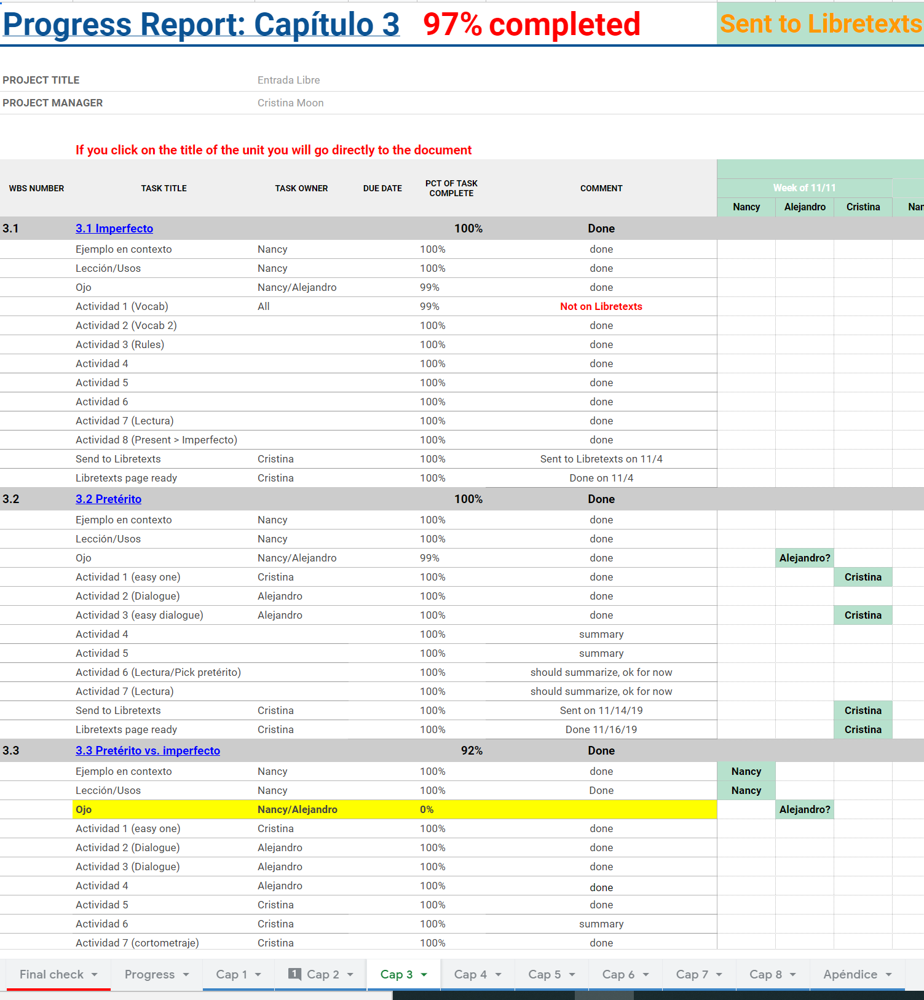 Progress Report: Capítulo 3 97% completed Sent to Libretexts
PROJECT TITLE Entrada Libre
PROJECT MANAGER Cristina Moon
If you click on the title of the unit you will go directly to the document
WBS NUMBER TASK TITLE TASK OWNER DUE DATE PCT OF TASK COMPLETE COMMENT
Week of 11/11
Nancy Alejandro Cristina Nar
3.1 3.1 Imperfecto 100% Done
Ejemplo en contexto Nancy 100% done
Lección/Usos Nancy 100% done
Ojo Nancy/Alejandro 99% done
Actividad 1 (Vocab) All 99% Not on Libretexts
Actividad 2 (Vocab 2) 100% done
Actividad 3 (Rules) 100% done
Actividad 4 100% done
Actividad 5 100% done
Actividad 6 100% done
Actividad 7 (Lectura) 100% done
Actividad 8 (Present > Imperfecto) 100% done
Send to Libretexts Cristina 100% Sent to Libretexts on 11/4
Libretexts page ready Cristina 100% Done on 11/4
3.2 3.2 Pretérito 100% Done
Ejemplo en contexto Nancy 100% done
Lección/Usos Nancy 100% done
Ojo Nancy/Alejandro 99% done Alejandro?
Actividad 1 (easy one) Cristina 100% done Cristina
Actividad 2 (Dialogue) Alejandro 100% done
Actividad 3 (easy dialogue) Alejandro 100% done Cristina
Actividad 4 100% summary
Actividad 5 100% summary
Actividad 6 (Lectura/Pick pretérito) 100% should summarize, ok for now
Actividad 7 (Lectura) 100% should summarize, ok for now
Send to Libretexts Cristina 100% Sent on 11/14/19 Cristina
Libretexts page ready Cristina 100% Done 11/16/19 Cristina
3.3 3.3 Pretérito vs. imperfecto 92% Done
Ejemplo en contexto Nancy 100% done Nancy
Lección/Usos Nancy 100% Done Nancy
Ojo Nancy/Alejandro 0% Alejandro?
Actividad 1 (easy one) Cristina 100% done
Actividad 2 (Dialogue) Alejandro 100% done
Actividad 3 (Dialogue) Alejandro 100% done
Actividad 4 Alejandro 100% done
Actividad 5 Cristina 100% done
Actividad 6 Cristina 100% summary
Actividad 7 (cortometraje) Cristina 100% done
Final check Progress Cap 1 1 Cap 2 Cap 3 Cap 4 Cap 5 Cap 6 Cap 7 Cap 8 Apéndice